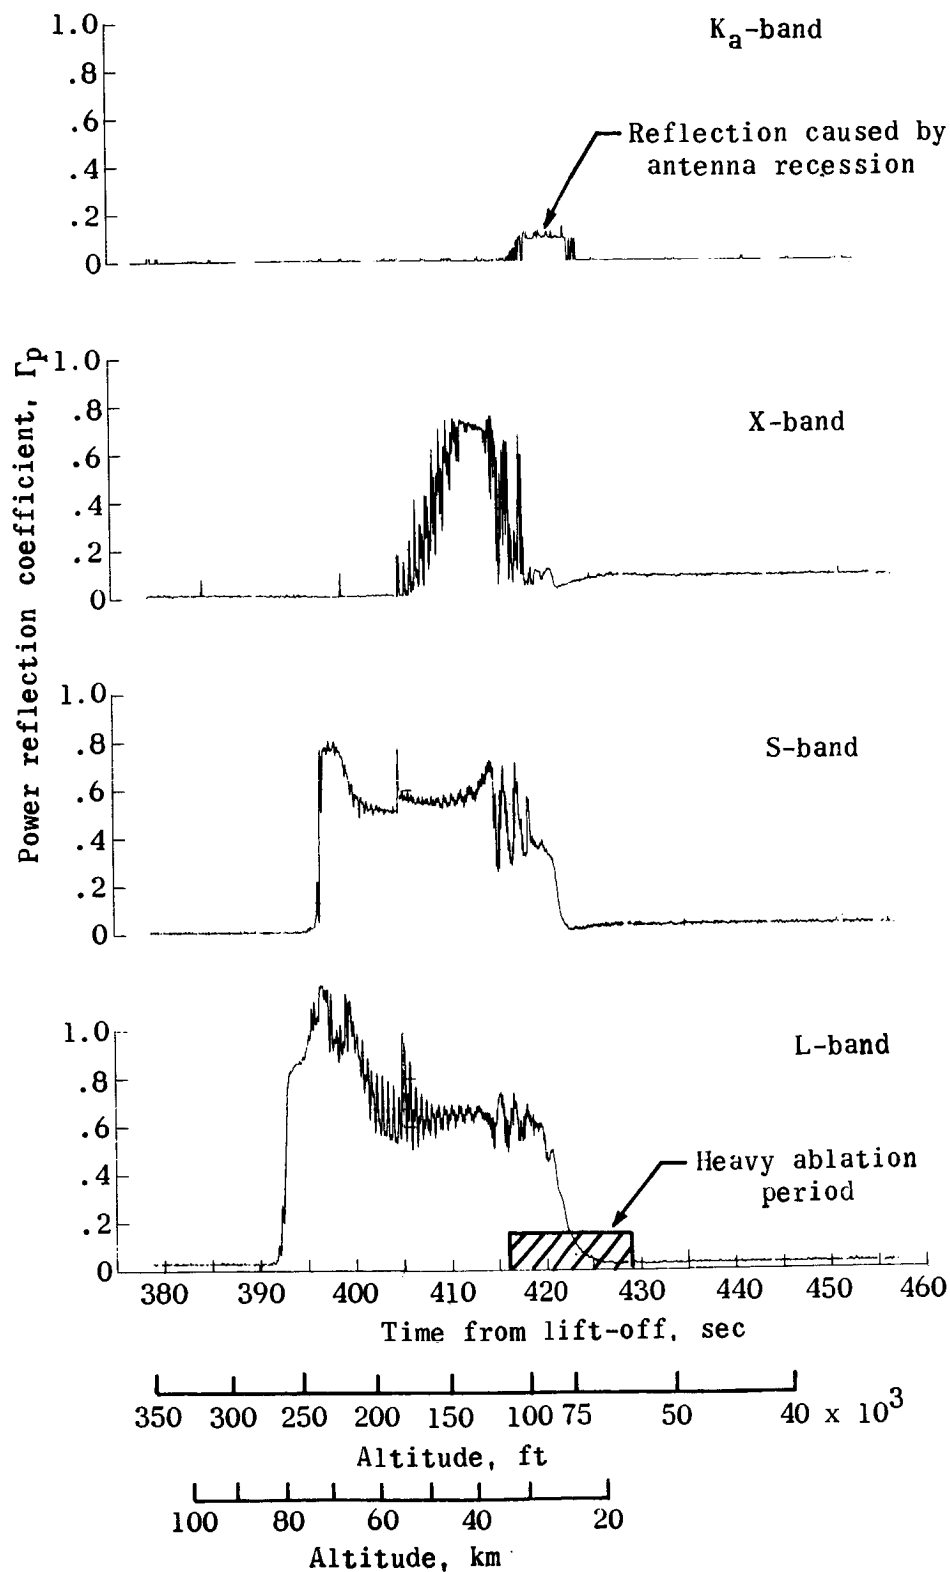 Power reflection coefficient, Γp
1.0
.8
.6
.4
.2
0
Ka-band
Reflection caused by
antenna recession
1.0
.8
.6
.4
.2
0
X-band
1.0
.8
.6
.4
.2
0
S-band
1.0
.8
.6
.4
.2
0
L-band
Heavy ablation
period
380 390 400 410 420 430 440 450 460
Time from lift-off, sec
350 300 250 200 150 100 75 50 40 x 10³
Altitude, ft
100 80 60 40 20
Altitude, km